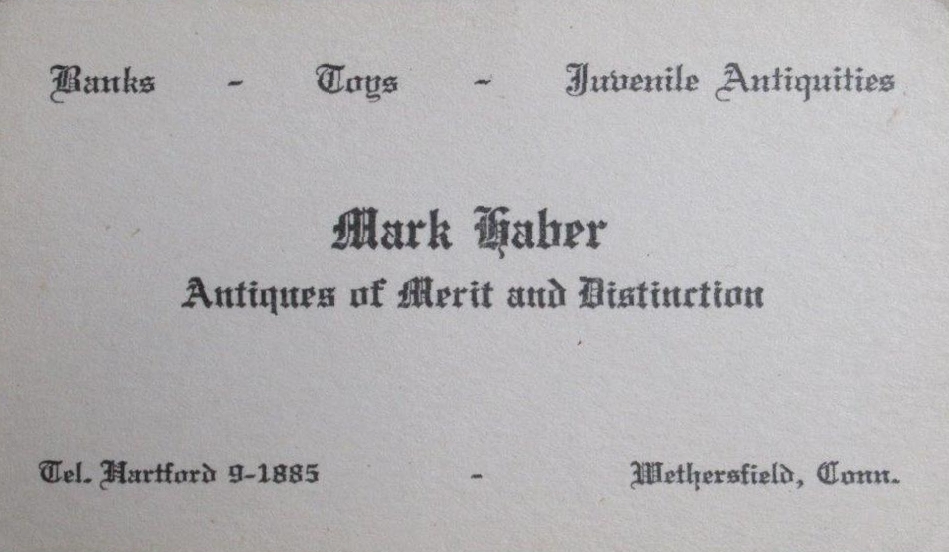 Banks - Toys - Juvenile Antiquities
Mark Haber
Antiques of Merit and Distinction
Tel. Hartford 9-1885 - Wethersfield, Conn.